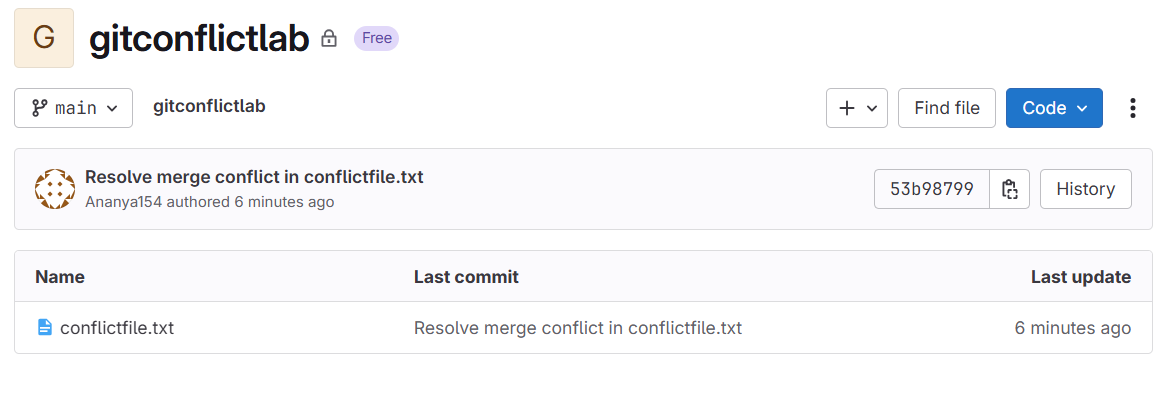 G
gitconflictlab Free
main gitconflictlab Find file Code
Resolve merge conflict in conflictfile.txt
Ananya154 authored 6 minutes ago
53b98799 History
Name Last commit Last update
conflictfile.txt Resolve merge conflict in conflictfile.txt 6 minutes ago